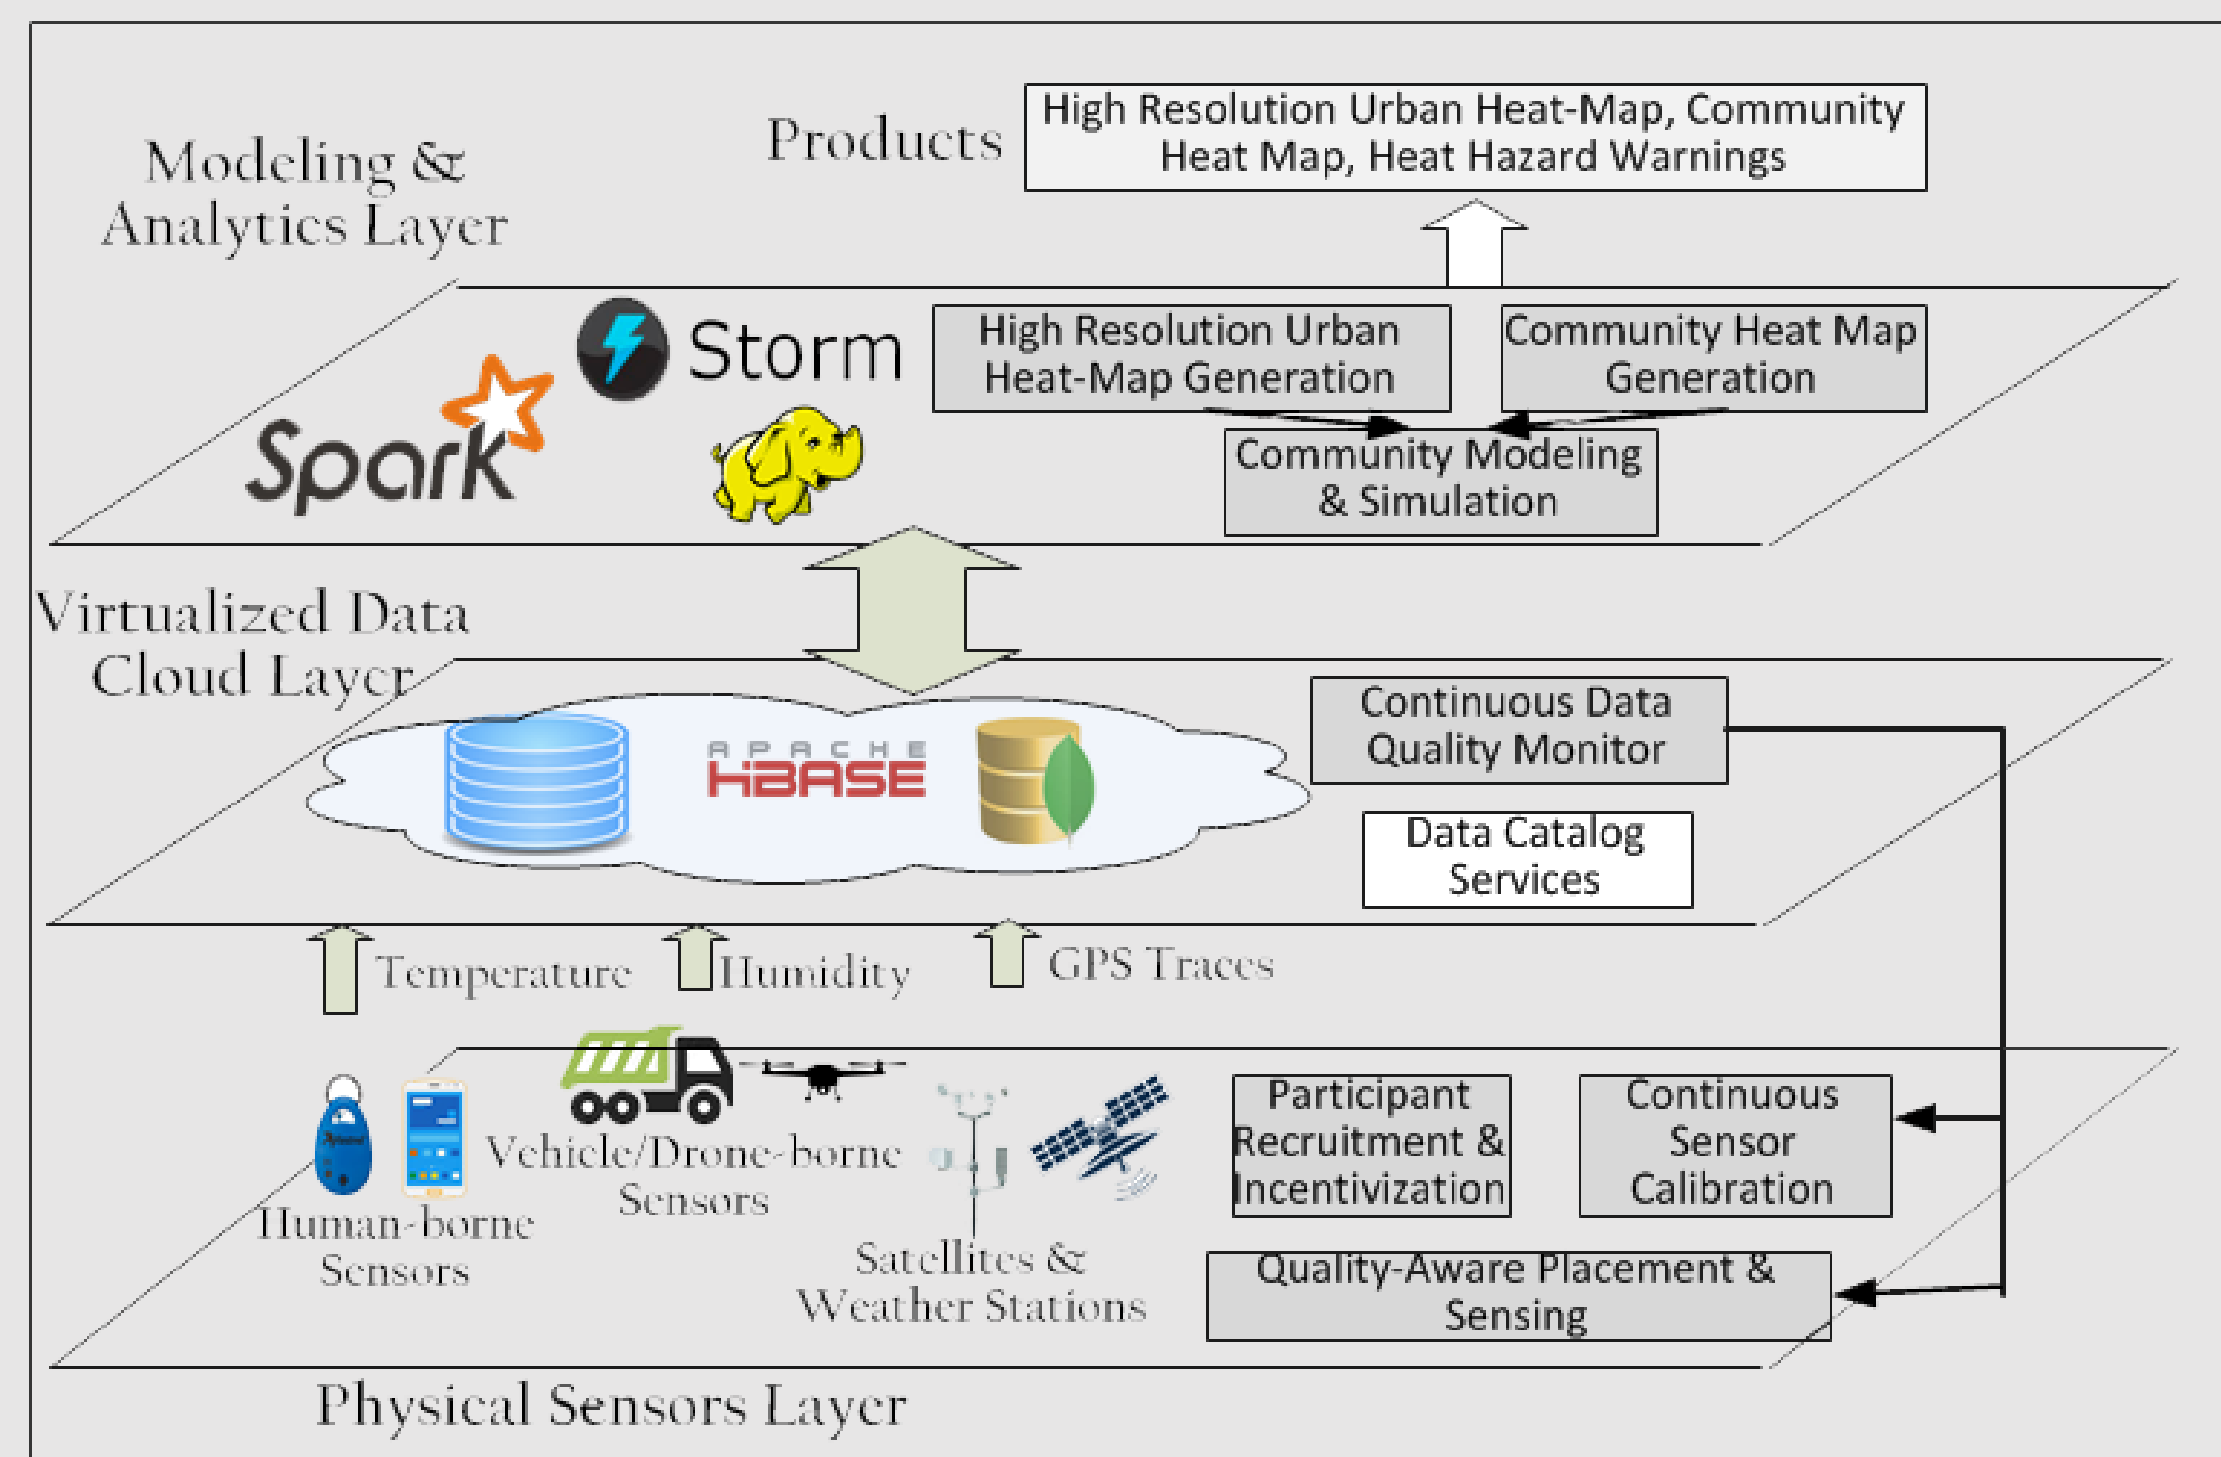 Products
High Resolution Urban Heat-Map, Community
Heat Map, Heat Hazard Warnings
Modeling &
Analytics Layer
Storm
Spark
High Resolution Urban
Heat-Map Generation
Community Heat Map
Generation
Community Modeling
& Simulation
Virtualized Data
Cloud Layer
APACHE
HBASE
Continuous Data
Quality Monitor
Data Catalog
Services
Temperature
Humidity
GPS Traces
Human-borne
Sensors
Vehicle/Drone-borne
Sensors
Satellites &
Weather Stations
Participant
Recruitment &
Incentivization
Continuous
Sensor
Calibration
Quality-Aware Placement &
Sensing
Physical Sensors Layer